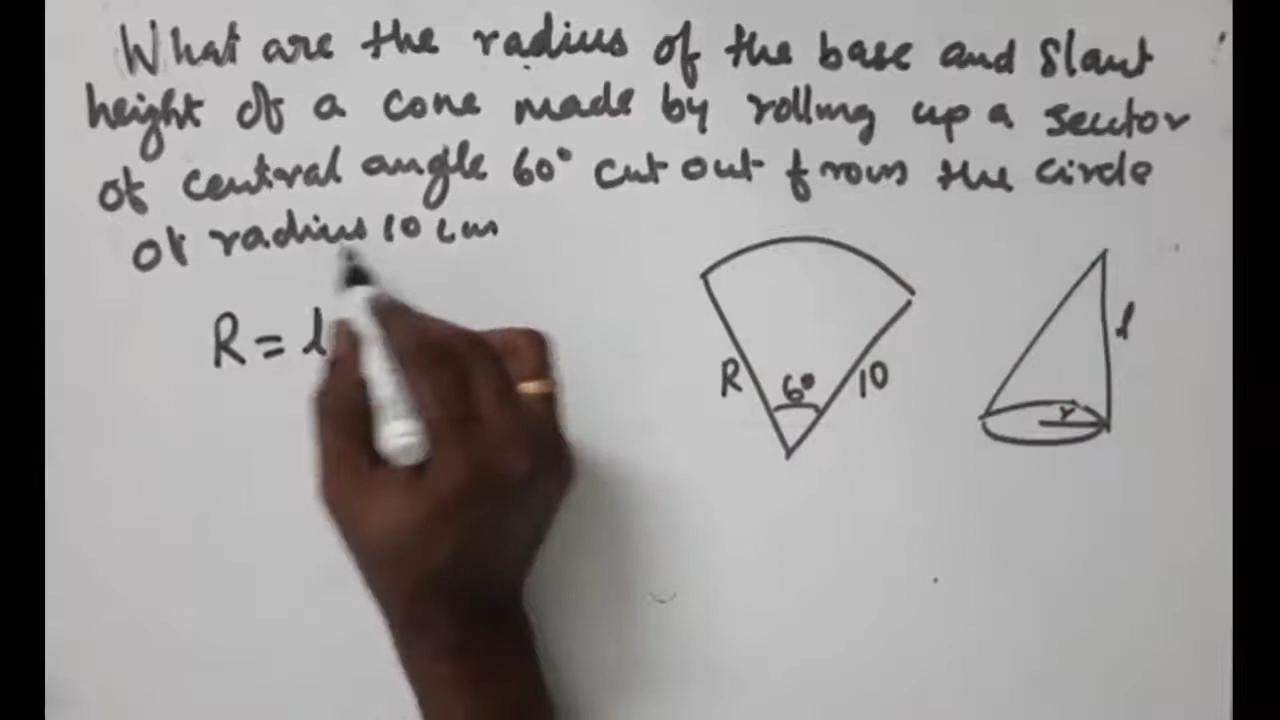 What are the radius of the base and slant
height of a cone made by rolling up a sector
of central angle 60° cut out from the circle
of radius 10 cm
R = l
R
60
10
l
r